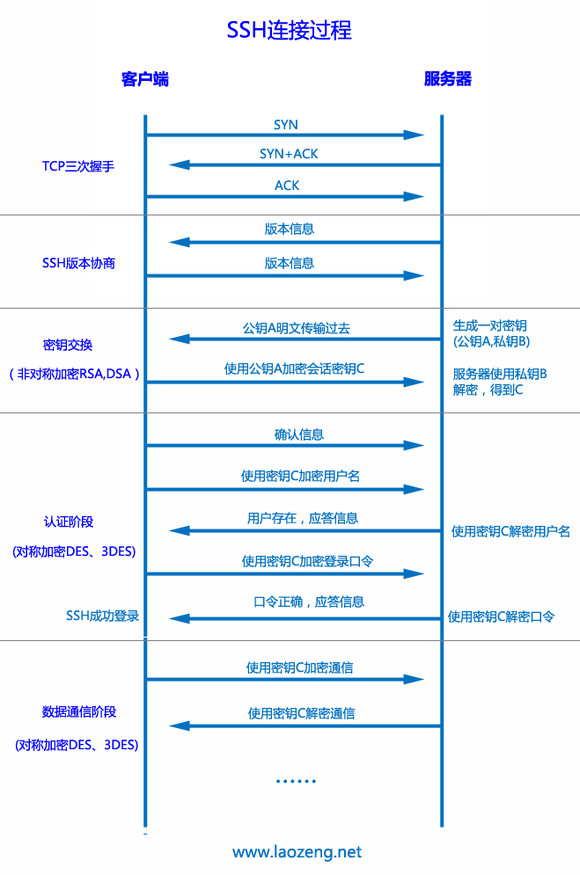 SSH连接过程
客户端
服务器
SYN
SYN+ACK
TCP三次握手
ACK
版本信息
SSH版本协商
版本信息
公钥A明文传输过去
生成一对密钥
(公钥A,私钥B)
密钥交换
(非对称加密RSA,DSA)
使用公钥A加密会话密钥C
服务器使用私钥B
解密，得到C
确认信息
使用密钥C加密用户名
用户存在，应答信息
认证阶段
使用密钥C解密用户名
(对称加密DES、3DES)
使用密钥C加密登录口令
口令正确，应答信息
SSH成功登录
使用密钥C解密口令
使用密钥C加密通信
数据通信阶段
使用密钥C解密通信
(对称加密DES、3DES)
……
www.laozeng.net